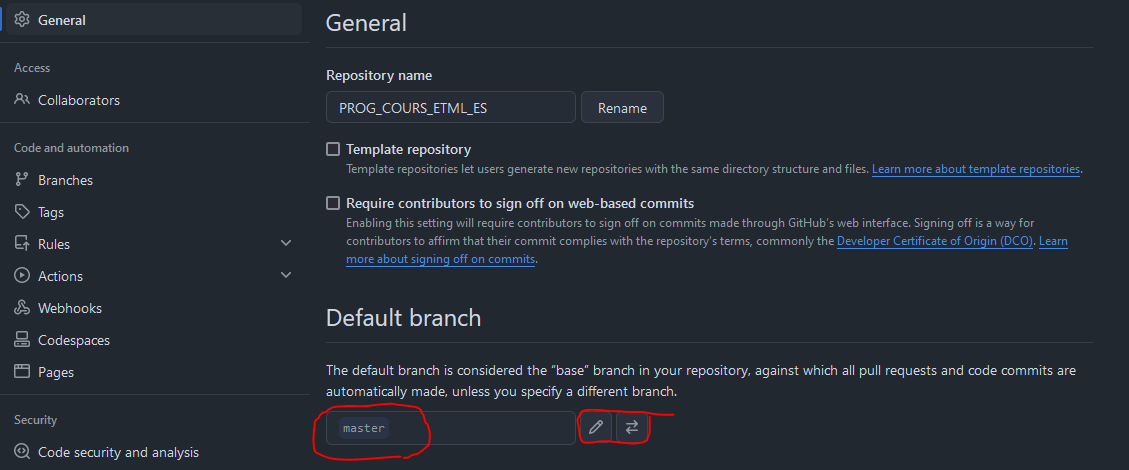 General
Access
Collaborators
Code and automation
Branches
Tags
Rules
Actions
Webhooks
Codespaces
Pages
Security
Code security and analysis
General
Repository name
PROG_COURS_ETML_ES
Rename
Template repository
Template repositories let users generate new repositories with the same directory structure and files. Learn more about template repositories.
Require contributors to sign off on web-based commits
Enabling this setting will require contributors to sign off on commits made through GitHub's web interface. Signing off is a way for
contributors to affirm that their commit complies with the repository's terms, commonly the Developer Certificate of Origin (DCO). Learn
more about signing off on commits.
Default branch
The default branch is considered the “base” branch in your repository, against which all pull requests and code commits are
automatically made, unless you specify a different branch.
master